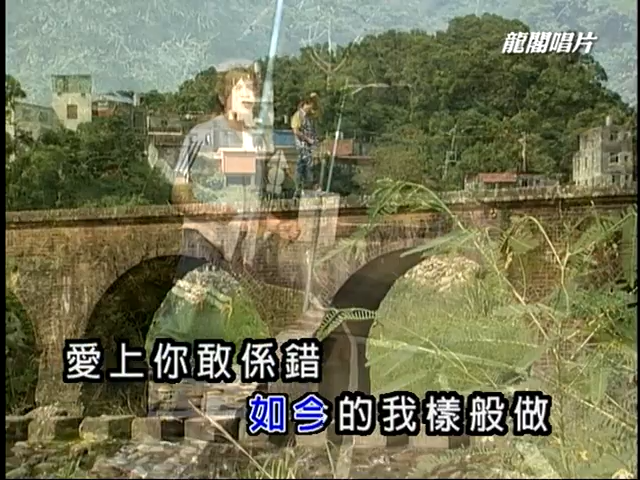 龍閣唱片
愛上你敢係錯
如今的我樣般做